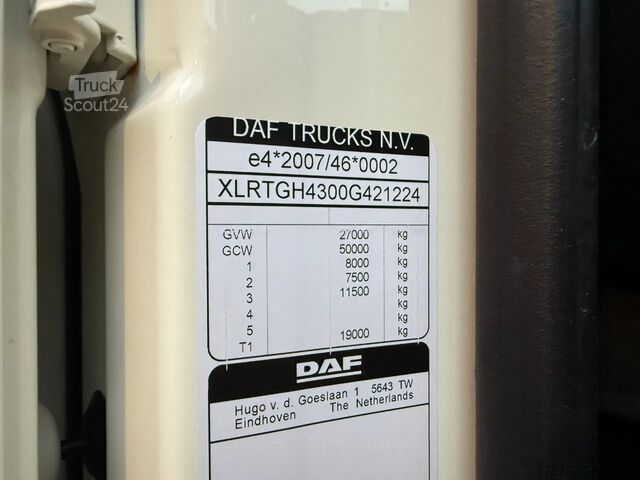 Truck
Scout24
DAF TRUCKS N.V.
e4*2007/46*0002
XLRTGH4300G421224
GVW 27000 kg
GCW 50000 kg
1 8000 kg
2 7500 kg
3 11500 kg
4 kg
5 kg
T1 19000 kg
DAF
Hugo v. d. Goeslaan 1 5643 TW
Eindhoven The Netherlands